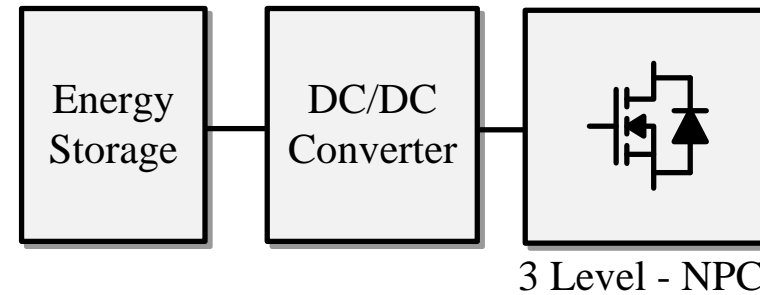 Energy
Storage
DC/DC
Converter
3 Level - NPC